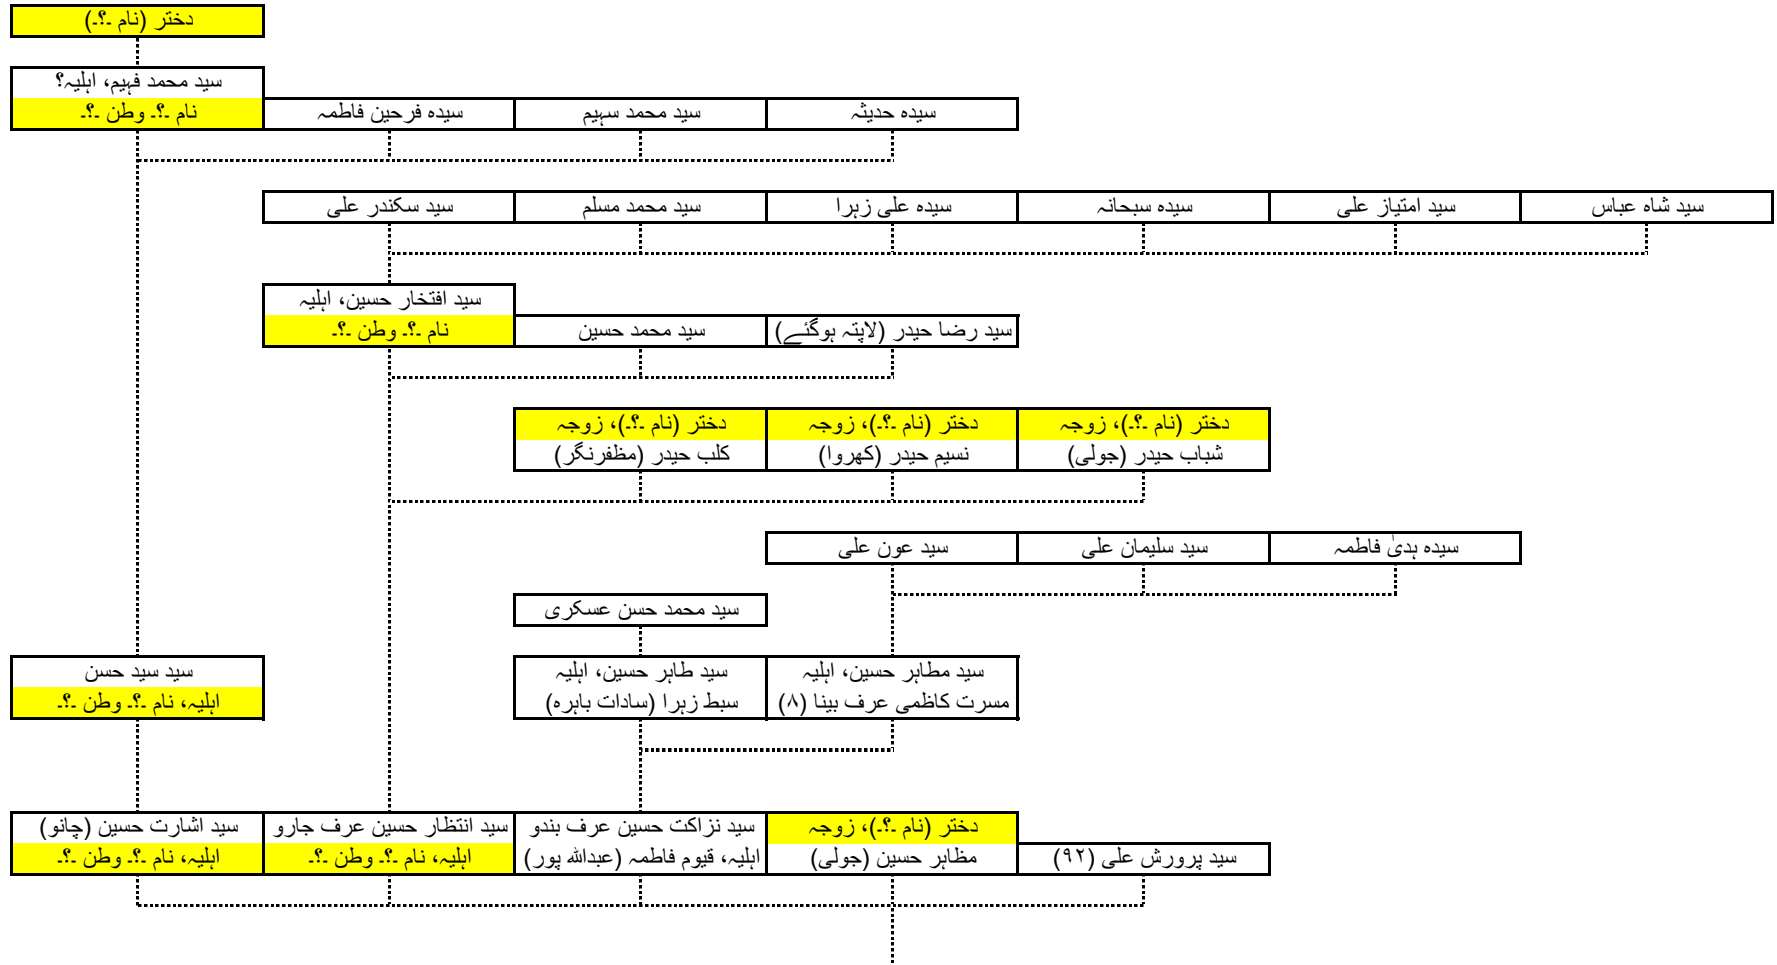 دختر (نام ۔؟۔)
سید محمد فہیم، اہلیہ؟
نام ۔؟۔ وطن ۔؟۔
سیدہ فرحین فاطمہ
سید محمد سہیم
سیدہ حدیثہ
سید سکندر علی
سید محمد مسلم
سیدہ علی زہرا
سیدہ سبحانہ
سید امتیاز علی
سید شاہ عباس
سید افتخار حسین، اہلیہ
نام ۔؟۔ وطن ۔؟۔
سید محمد حسین
سید رضا حیدر (لاپتہ ہوگئے)
دختر (نام ۔؟۔)، زوجہ
کلب حیدر (مظفرنگر)
دختر (نام ۔؟۔)، زوجہ
نسیم حیدر (کھروا)
دختر (نام ۔؟۔)، زوجہ
شباب حیدر (جولی)
سید عون علی
سید سلیمان علی
سیدہ ہدیٰ فاطمہ
سید محمد حسن عسکری
سید سید حسن
اہلیہ، نام ۔؟۔ وطن ۔؟۔
سید طاہر حسین، اہلیہ
سبط زہرا (سادات باہرہ)
سید مطاہر حسین، اہلیہ
مسرت کاظمی عرف بینا (۸)
سید اشارت حسین (چانو)
اہلیہ، نام ۔؟۔ وطن ۔؟۔
سید انتظار حسین عرف جارو
اہلیہ، نام ۔؟۔ وطن ۔؟۔
سید نزاکت حسین عرف بندو
اہلیہ، قیوم فاطمہ (عبداللہ پور)
دختر (نام ۔؟۔)، زوجہ
مظاہر حسین (جولی)
سید پرورش علی (۹۲)